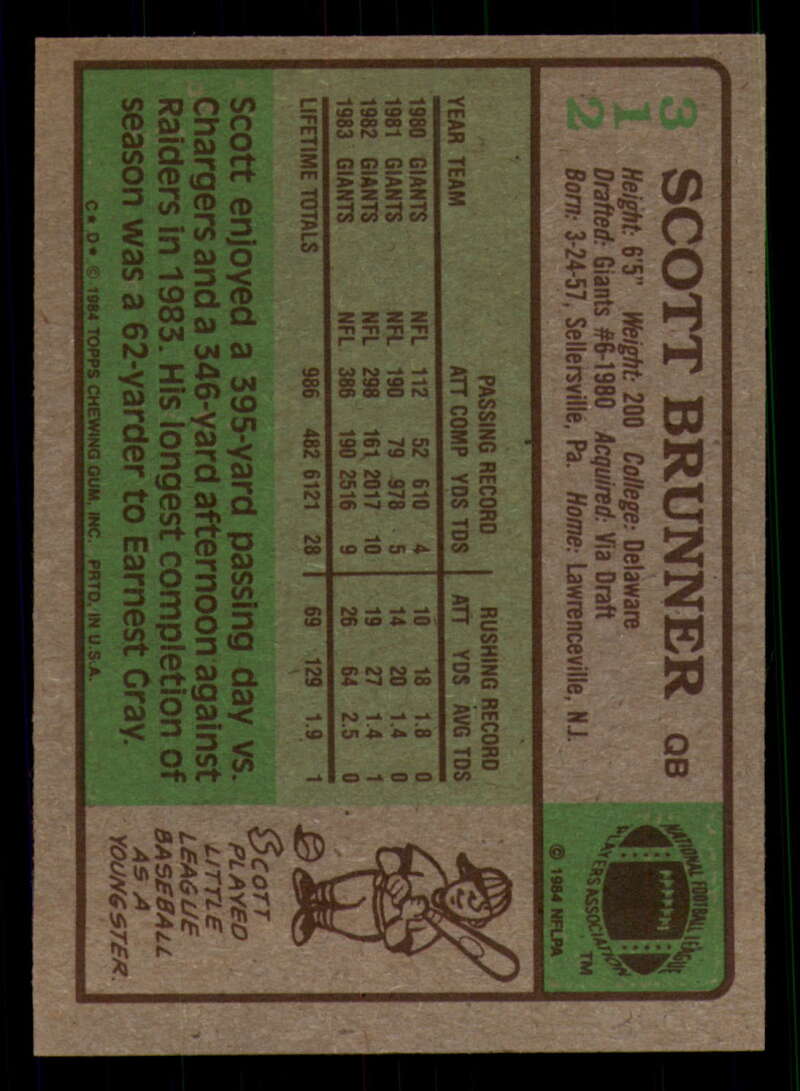 312
SCOTT BRUNNER QB
Height: 6'5" Weight: 200 College: Delaware
Drafted: Giants #6-1980 Acquired: Via Draft
Born: 3-24-57, Sellersville, Pa. Home: Lawrenceville, N.J.
NATIONAL FOOTBALL LEAGUE
PLAYERS ASSOCIATION
TM
© 1984 NFLPA
PASSING RECORD RUSHING RECORD
YEAR TEAM ATT COMP YDS TDS ATT YDS AVG TDS
1980 GIANTS NFL 112 52 610 4 10 18 1.8 0
1981 GIANTS NFL 190 79 978 5 14 20 1.4 0
1982 GIANTS NFL 298 161 2017 10 19 27 1.4 1
1983 GIANTS NFL 386 190 2516 9 26 64 2.5 0
LIFETIME TOTALS 986 482 6121 28 69 129 1.9 1
Scott enjoyed a 395-yard passing day vs.
Chargers and a 346-yard afternoon against
Raiders in 1983. His longest completion of
season was a 62-yarder to Earnest Gray.
C* D* © 1984 TOPPS CHEWING GUM, INC. PRTD. IN U.S.A.
SCOTT
PLAYED
LITTLE
LEAGUE
BASEBALL
AS A
YOUNGSTER.